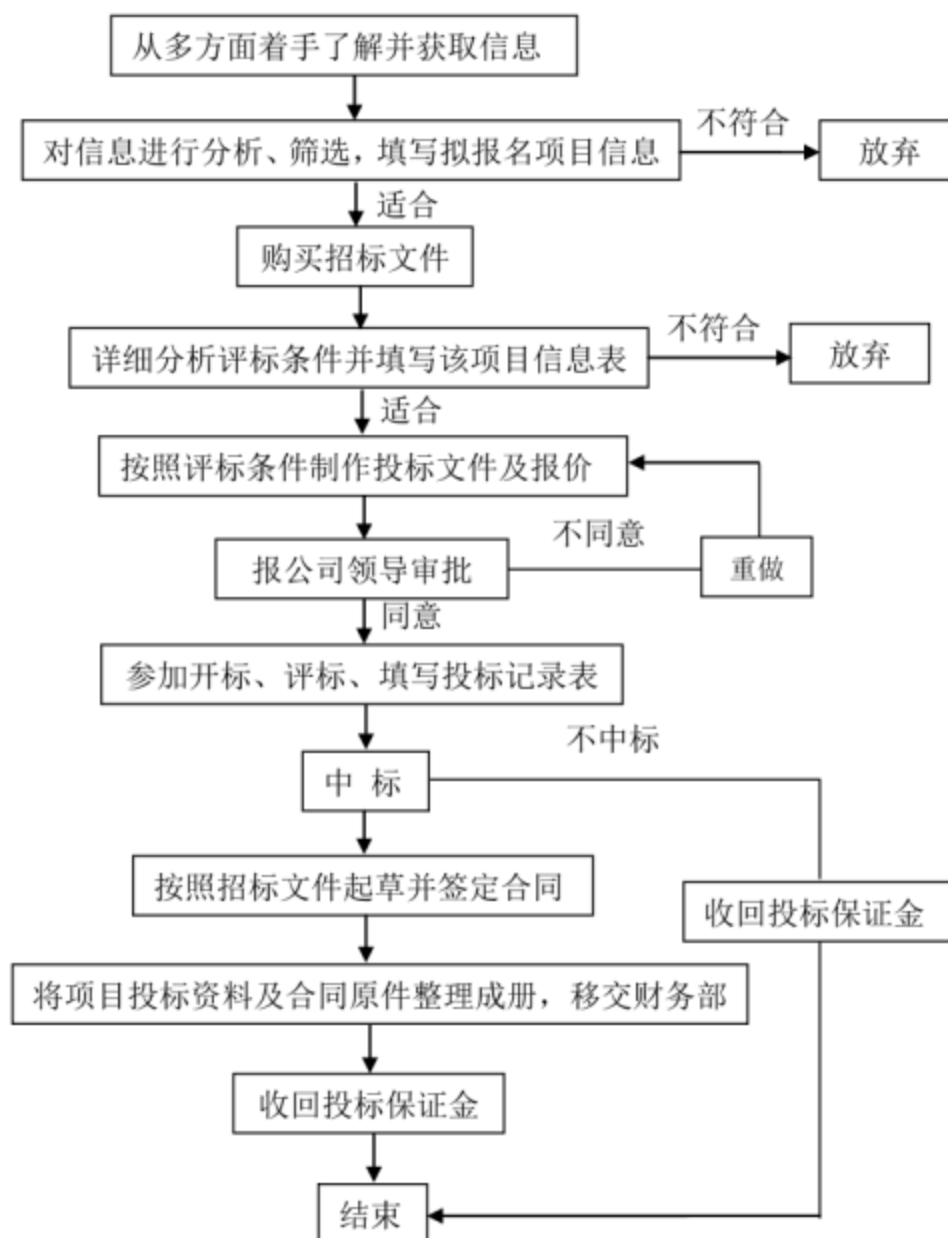 从多方面着手了解并获取信息
不符合
对信息进行分析、筛选，填写拟报名项目信息
放弃
适合
购买招标文件
不符合
详细分析评标条件并填写该项目信息表
放弃
适合
按照评标条件制作投标文件及报价
不同意
报公司领导审批
重做
同意
参加开标、评标、填写投标记录表
不中标
中 标
按照招标文件起草并签定合同
收回投标保证金
将项目投标资料及合同原件整理成册，移交财务部
收回投标保证金
结束